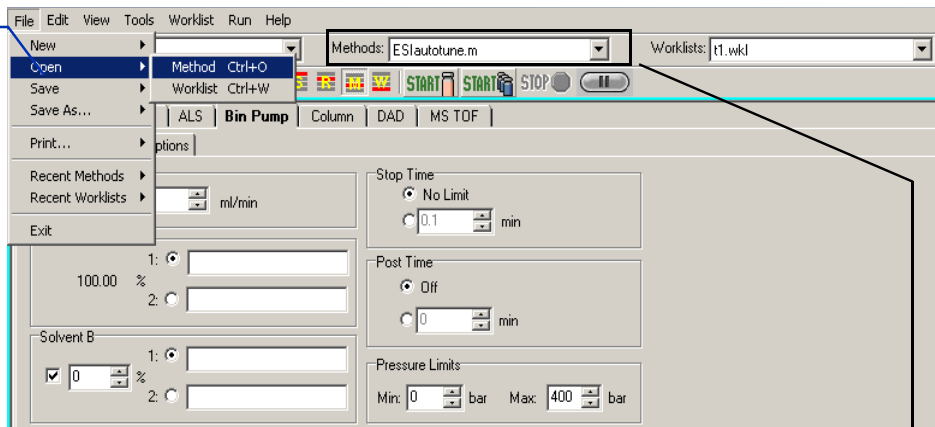 File Edit View Tools Worklist Run Help
New
Methods: ESIautotune.m
Worklists: t1.wkl
Open
Method Ctrl+O
Save
Worklist Ctrl+W
S R M W START START STOP
Save As...
ALS Bin Pump Column DAD MS TOF
Print...
ptions
Recent Methods
Recent Worklists
ml/min
Exit
Stop Time
No Limit
0.1 min
1:
100.00 %
2:
Post Time
Off
0 min
Solvent B
1:
0 %
2:
Pressure Limits
Min: 0 bar Max: 400 bar